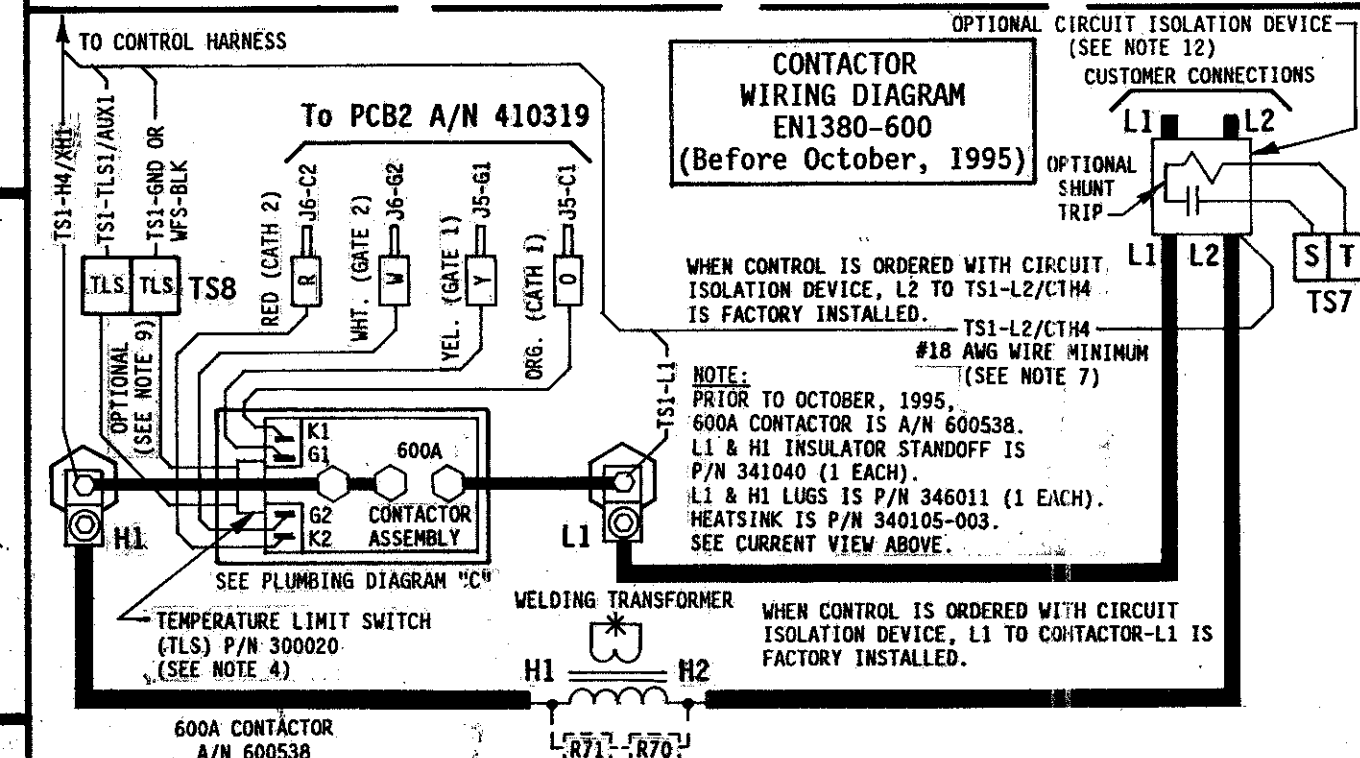 OPTIONAL CIRCUIT ISOLATION DEVICE
(SEE NOTE 12)
CUSTOMER CONNECTIONS
L1
L2
TO CONTROL HARNESS
CONTACTOR
WIRING DIAGRAM
EN1380-600
(Before October, 1995)
To PCB2 A/N 410319
OPTIONAL
SHUNT
TRIP
L1
L2
S
T
TS7
TS1-H4/XH1
TS1-TLS1/AUX1
TS1-GND OR
WFS-BLK
TLS
TLS
TS8
RED (CATH 2)
J6-C2
R
WHT. (GATE 2)
J6-G2
W
YEL. (GATE 1)
J5-G1
Y
ORG. (CATH 1)
J5-C1
O
WHEN CONTROL IS ORDERED WITH CIRCUIT
ISOLATION DEVICE, L2 TO TS1-L2/CTH4
IS FACTORY INSTALLED.
TS1-L2/CTH4
#18 AWG WIRE MINIMUM
(SEE NOTE 7)
OPTIONAL
(SEE NOTE 9)
TS1-L1
NOTE:
PRIOR TO OCTOBER, 1995,
600A CONTACTOR IS A/N 600538.
L1 & H1 INSULATOR STANDOFF IS
P/N 341040 (1 EACH).
L1 & H1 LUGS IS P/N 346011 (1 EACH).
HEATSINK IS P/N 340105-003.
SEE CURRENT VIEW ABOVE.
K1
G1
600A
G2
K2
CONTACTOR
ASSEMBLY
H1
L1
SEE PLUMBING DIAGRAM "C"
TEMPERATURE LIMIT SWITCH
(TLS) P/N 300020
(SEE NOTE 4)
WELDING TRANSFORMER
H1
H2
WHEN CONTROL IS ORDERED WITH CIRCUIT
ISOLATION DEVICE, L1 TO CONTACTOR-L1 IS
FACTORY INSTALLED.
600A CONTACTOR
A/N 600538
R71
R70